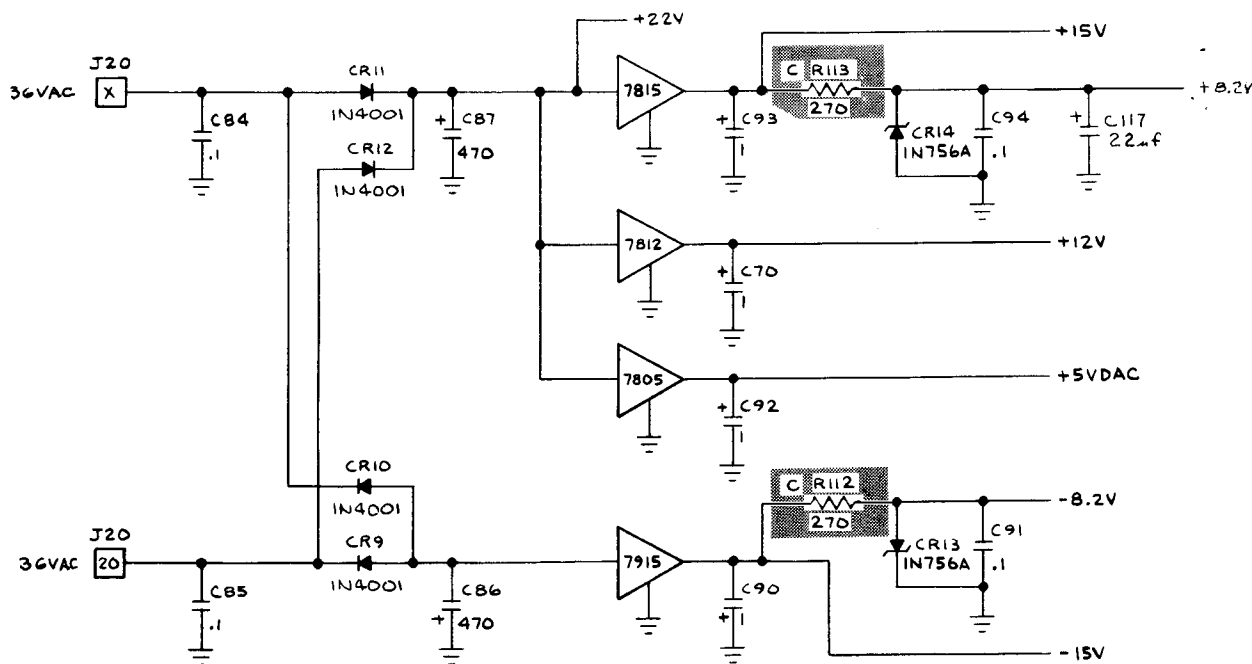 +22V
+15V
J20
36VAC X
CR11
1N4001
C84
.1
CR12
1N4001
+ C87
470
7815
+ C93
1
C R113
270
CR14
1N756A
C94
.1
+ C117
22uf
+8.2V
7812
+12V
+ C70
1
7805
+5VDAC
+ C92
1
CR10
1N4001
J20
36VAC 20
CR9
1N4001
C85
.1
C86
+ 470
7915
C90
+ 1
C R112
270
CR13
1N756A
C91
.1
-8.2V
-15V